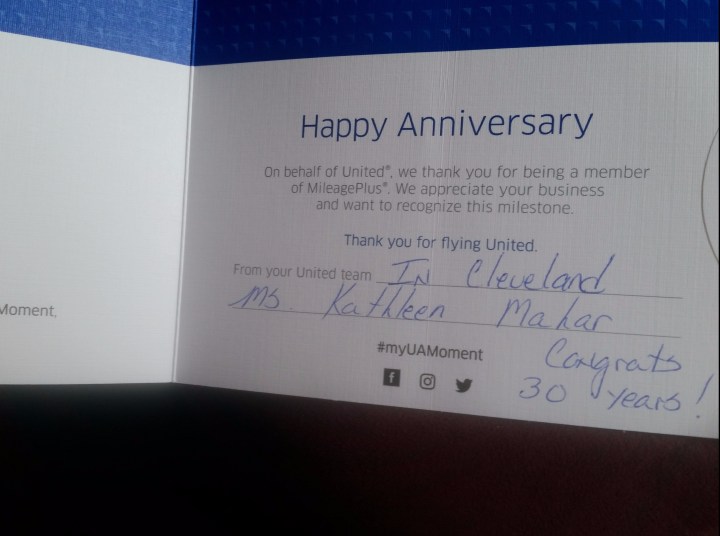 Happy Anniversary
On behalf of United®, we thank you for being a member
of MileagePlus®. We appreciate your business
and want to recognize this milestone.
Thank you for flying United.
From your United team In Cleveland
Ms. Kathleen Mahar
Moment,
#myUAMoment
Congrats
30 years!